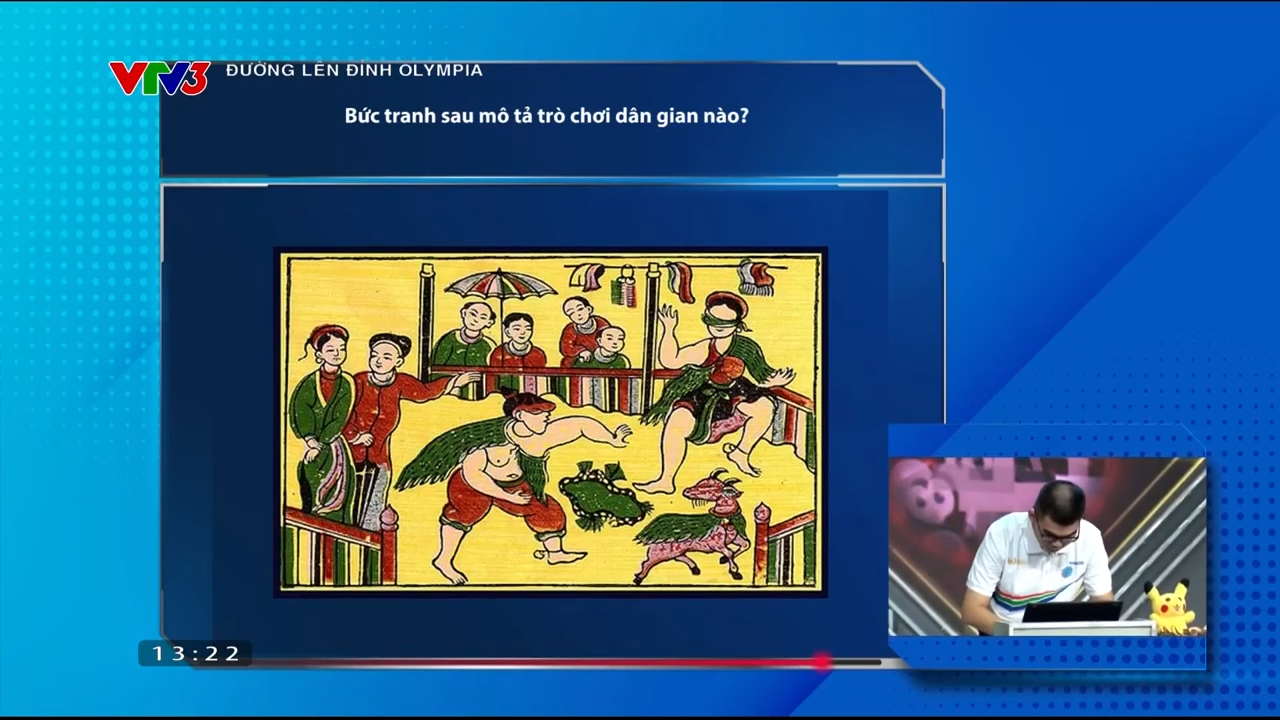 VTV3
ĐƯỜNG LÊN ĐỈNH OLYMPIA
Bức tranh sau mô tả trò chơi dân gian nào?
13:22